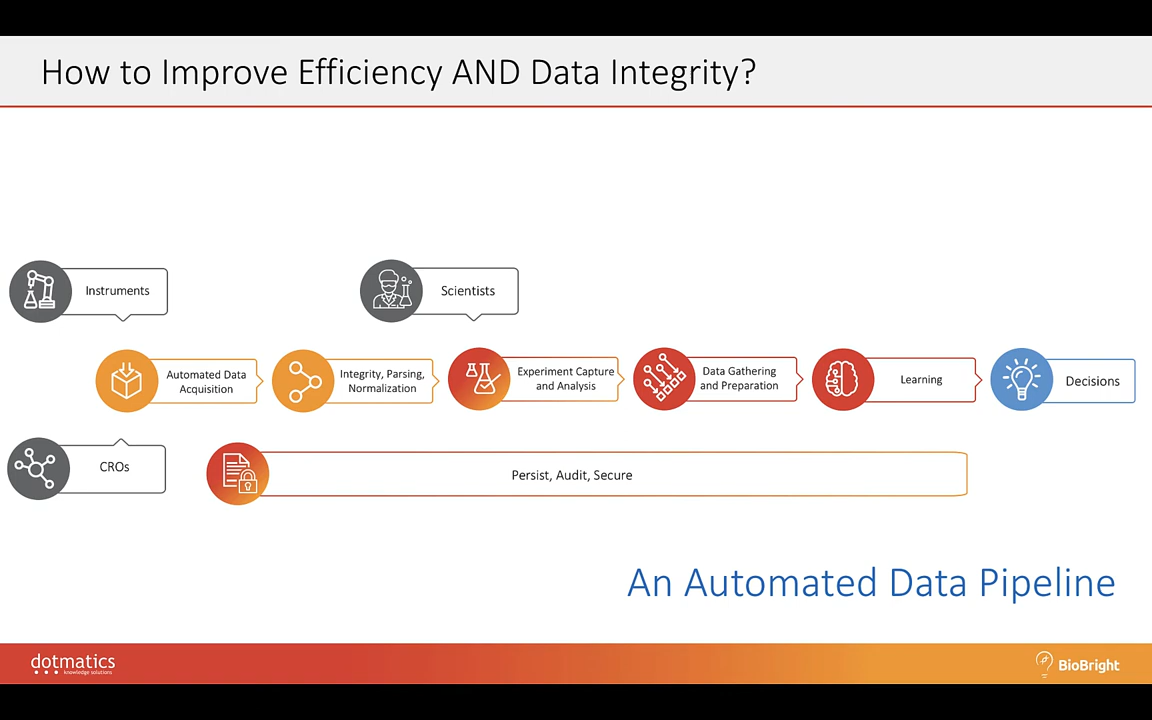 How to Improve Efficiency AND Data Integrity?
Instruments
Scientists
Automated Data
Acquisition
Integrity, Parsing,
Normalization
Experiment Capture
and Analysis
Data Gathering
and Preparation
Learning
Decisions
CROs
Persist, Audit, Secure
An Automated Data Pipeline
dotmatics
knowledge solutions
BioBright